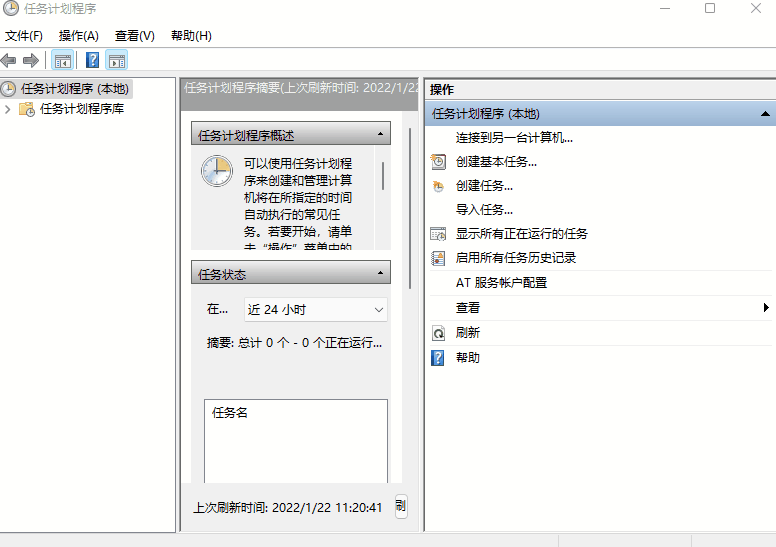 任务计划程序
文件(F) 操作(A) 查看(V) 帮助(H)
任务计划程序 (本地)
任务计划程序库
任务计划程序摘要(上次刷新时间: 2022/1/22
任务计划程序概述
可以使用任务计划程
序来创建和管理计算
机将在所指定的时间
自动执行的常见任
务。若要开始，请单
击“操作”菜单中的
任务状态
在... 近 24 小时
摘要: 总计 0 个 - 0 个正在运行...
任务名
上次刷新时间: 2022/1/22 11:20:41 刷
操作
任务计划程序 (本地)
连接到另一台计算机...
创建基本任务...
创建任务...
导入任务...
显示所有正在运行的任务
启用所有任务历史记录
AT 服务帐户配置
查看
刷新
帮助